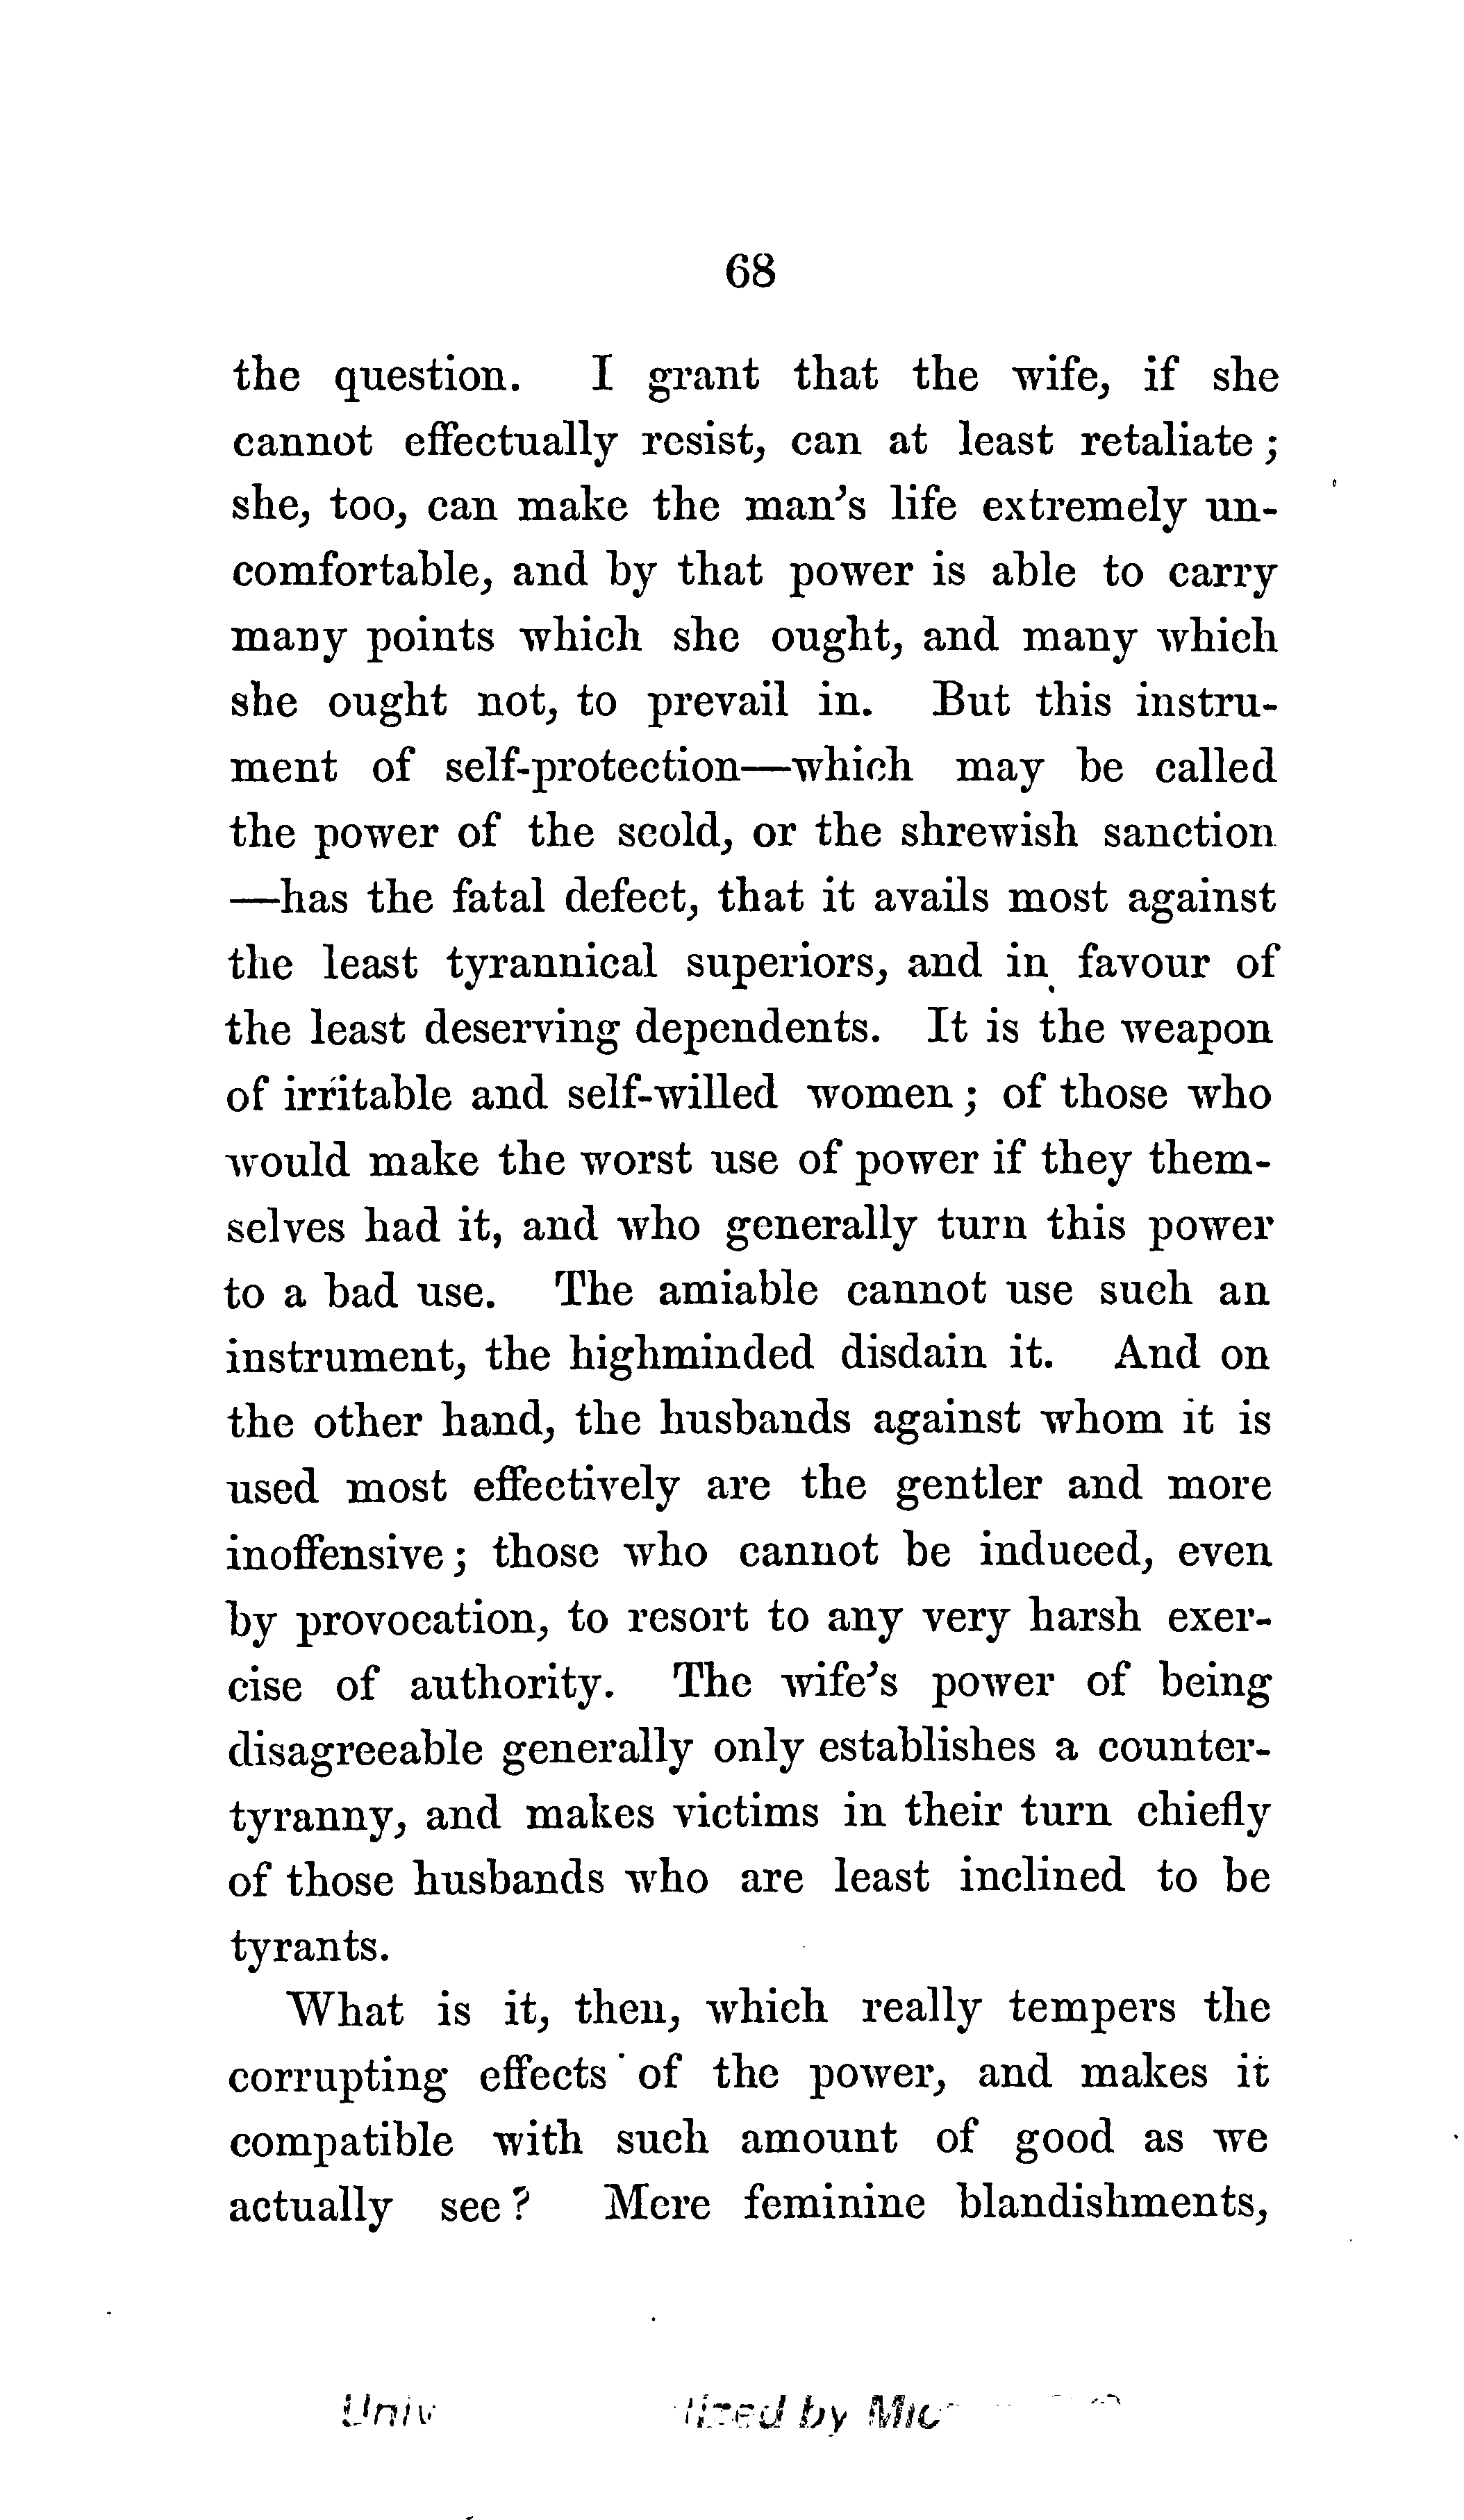 68
the question. I grant that the wife, if she
cannot effectually resist, can at least retaliate;
she, too, can make the man's life extremely un-
comfortable, and by that power is able to carry
many points which she ought, and many which
she ought not, to prevail in. But this instru-
ment of self-protection—which may be called
the power of the scold, or the shrewish sanction
—has the fatal defect, that it avails most against
the least tyrannical superiors, and in favour of
the least deserving dependents. It is the weapon
of irritable and self-willed women; of those who
would make the worst use of power if they them-
selves had it, and who generally turn this power
to a bad use. The amiable cannot use such an
instrument, the highminded disdain it. And on
the other hand, the husbands against whom it is
used most effectively are the gentler and more
inoffensive; those who cannot be induced, even
by provocation, to resort to any very harsh exer-
cise of authority. The wife's power of being
disagreeable generally only establishes a counter-
tyranny, and makes victims in their turn chiefly
of those husbands who are least inclined to be
tyrants.
What is it, then, which really tempers the
corrupting effects of the power, and makes it
compatible with such amount of good as we
actually see? Mere feminine blandishments,
by